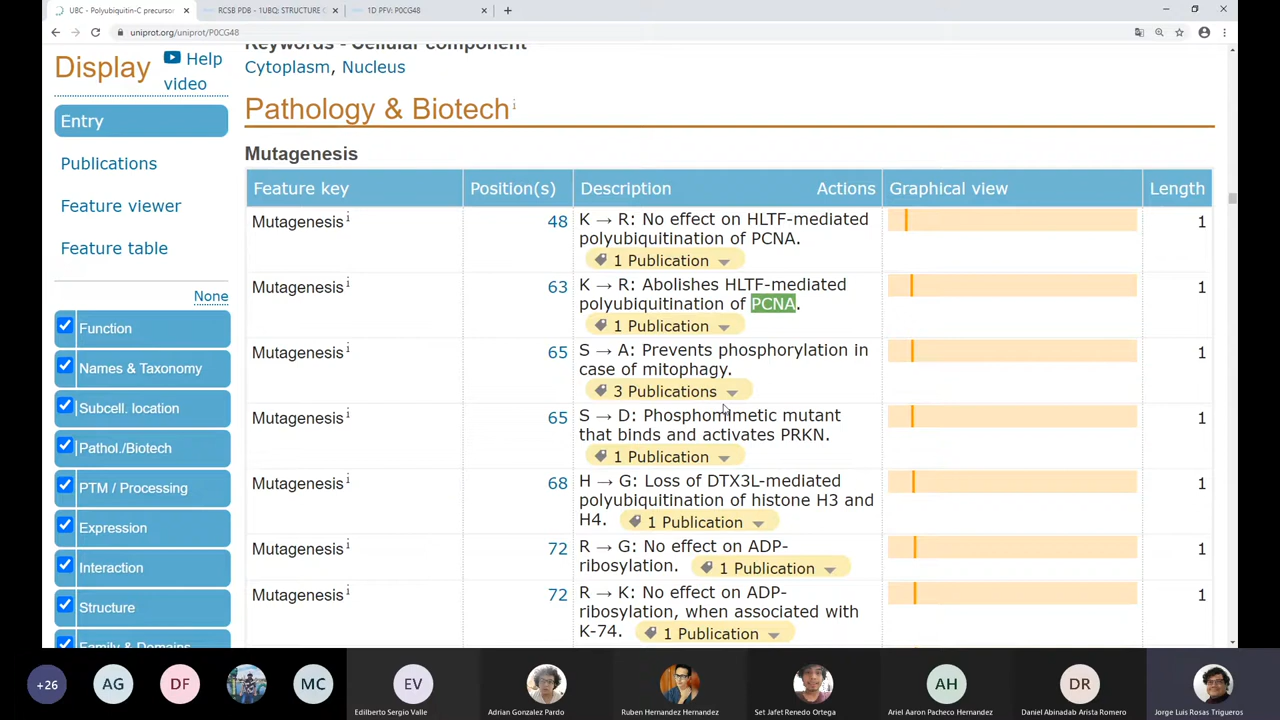 UBC - Polyubiquitin-C precursor
RCSB PDB - 1UBQ: STRUCTURE
1D PFV: P0CG48
uniprot.org/uniprot/P0CG48
Display
Help video
Entry
Publications
Feature viewer
Feature table
None
Function
Names & Taxonomy
Subcell. location
Pathol./Biotech
PTM / Processing
Expression
Interaction
Structure
Family & Domains
Keywords - Cellular component
Cytoplasm, Nucleus
Pathology & Biotech i
Mutagenesis
Feature key Position(s) Description Actions Graphical view Length
Mutagenesis i 48 K → R: No effect on HLTF-mediated 1
polyubiquitination of PCNA.
1 Publication
Mutagenesis i 63 K → R: Abolishes HLTF-mediated 1
polyubiquitination of PCNA.
1 Publication
Mutagenesis i 65 S → A: Prevents phosphorylation in 1
case of mitophagy.
3 Publications
Mutagenesis i 65 S → D: Phosphomimetic mutant 1
that binds and activates PRKN.
1 Publication
Mutagenesis i 68 H → G: Loss of DTX3L-mediated 1
polyubiquitination of histone H3 and
H4. 1 Publication
Mutagenesis i 72 R → G: No effect on ADP- 1
ribosylation. 1 Publication
Mutagenesis i 72 R → K: No effect on ADP- 1
ribosylation, when associated with
K-74. 1 Publication
+26 AG DF MC EV AH DR
Edilberto Sergio Valle
Adrian Gonzalez Pardo
Ruben Hernandez Hernandez
Set Jafet Renedo Ortega
Ariel Aaron Pacheco Hernandez
Daniel Abinadab Arista Romero
Jorge Luis Rosas Trigueros